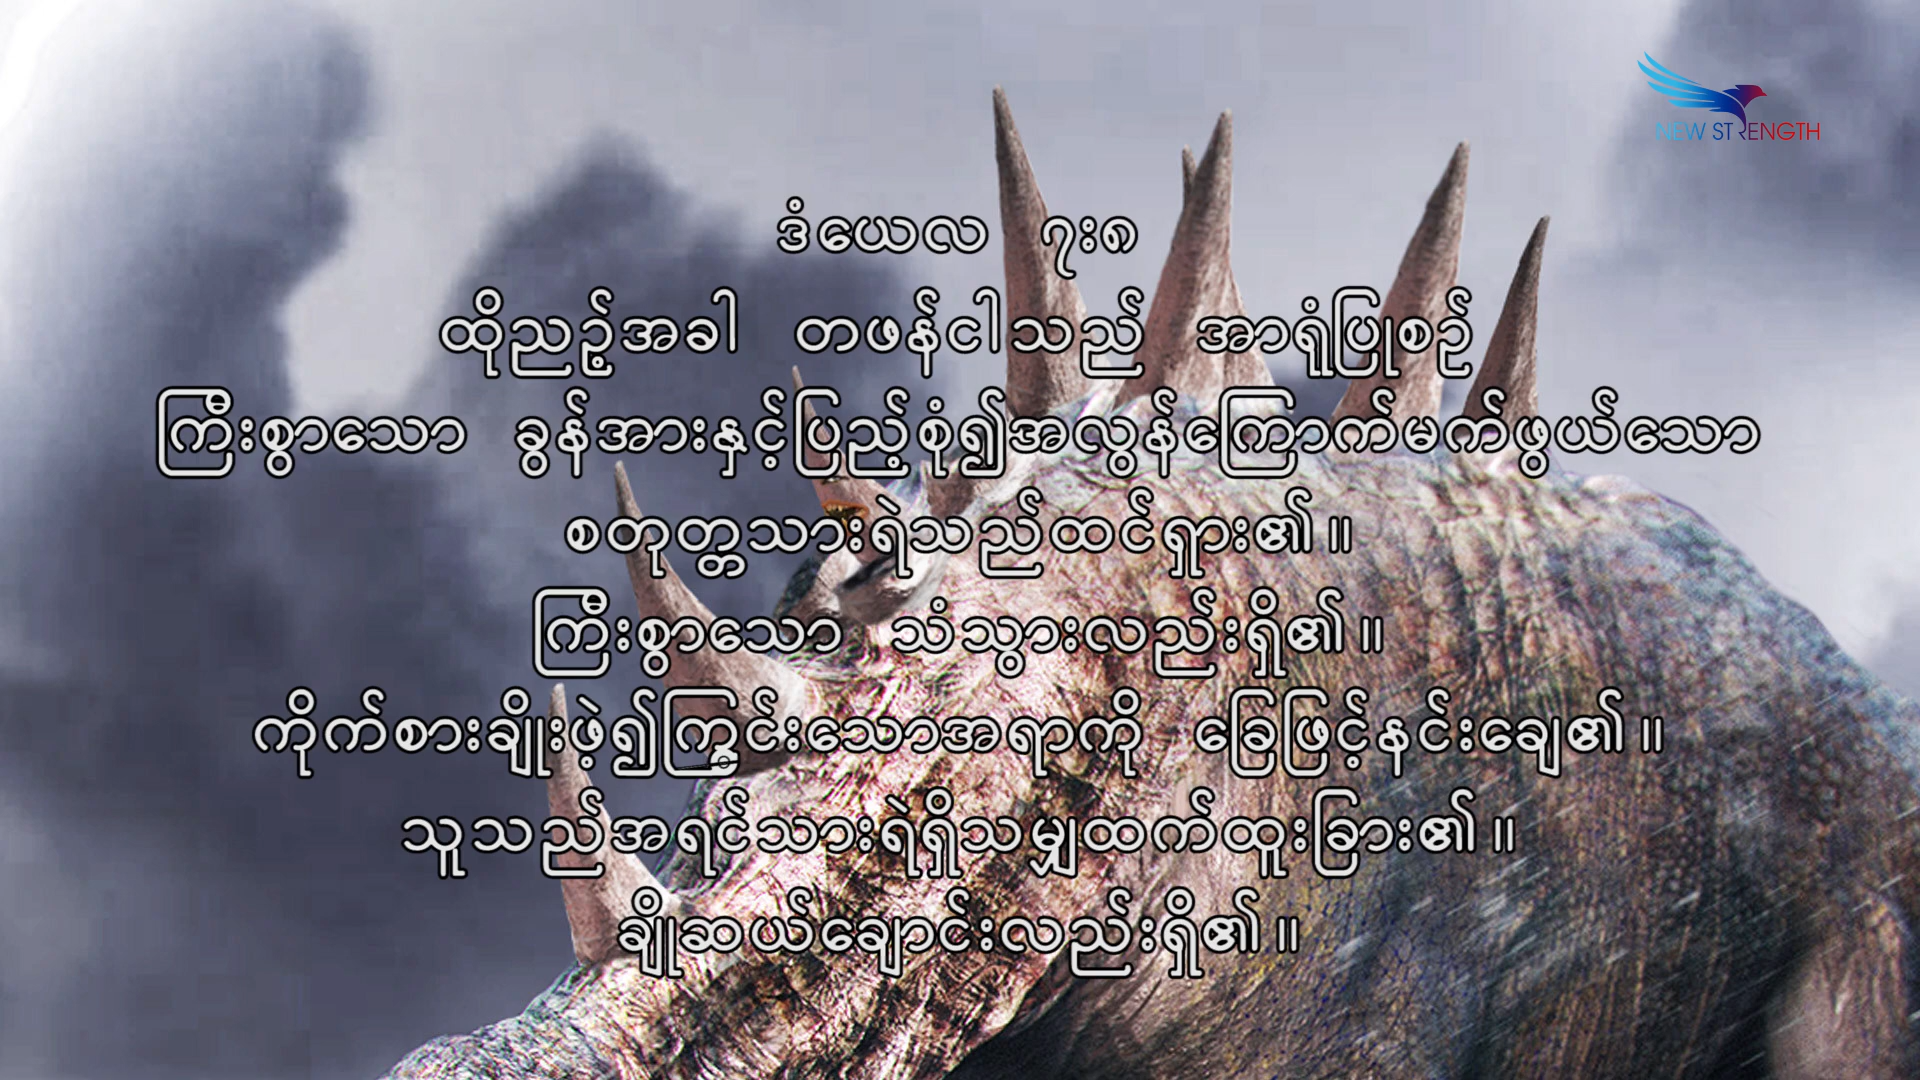 NEW STRENGTH
ဒံယေလ ၇း၈
ထိုညဉ့်အခါ တဖန်ငါသည် အာရုံပြုစဉ်
ကြီးစွာသော ခွန်အားနှင့်ပြည့်စုံ၍အလွန်ကြောက်မက်ဖွယ်သော
စတုတ္တသားရဲသည်ထင်ရှား၏။
ကြီးစွာသော သံသွားလည်းရှိ၏။
ကိုက်စားချိုးဖဲ့၍ကြွင်းသောအရာကို ခြေဖြင့်နင်းချေ၏။
သူသည်အရင်သားရဲရှိသမျှထက်ထူးခြား၏။
ချိုဆယ်ချောင်းလည်းရှိ၏။